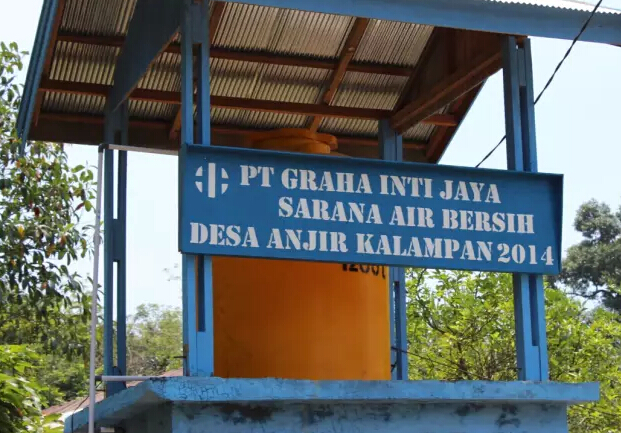 PT GRAHA INTI JAYA
SARANA AIR BERSIH
DESA ANJIR KALAMPAN 2014